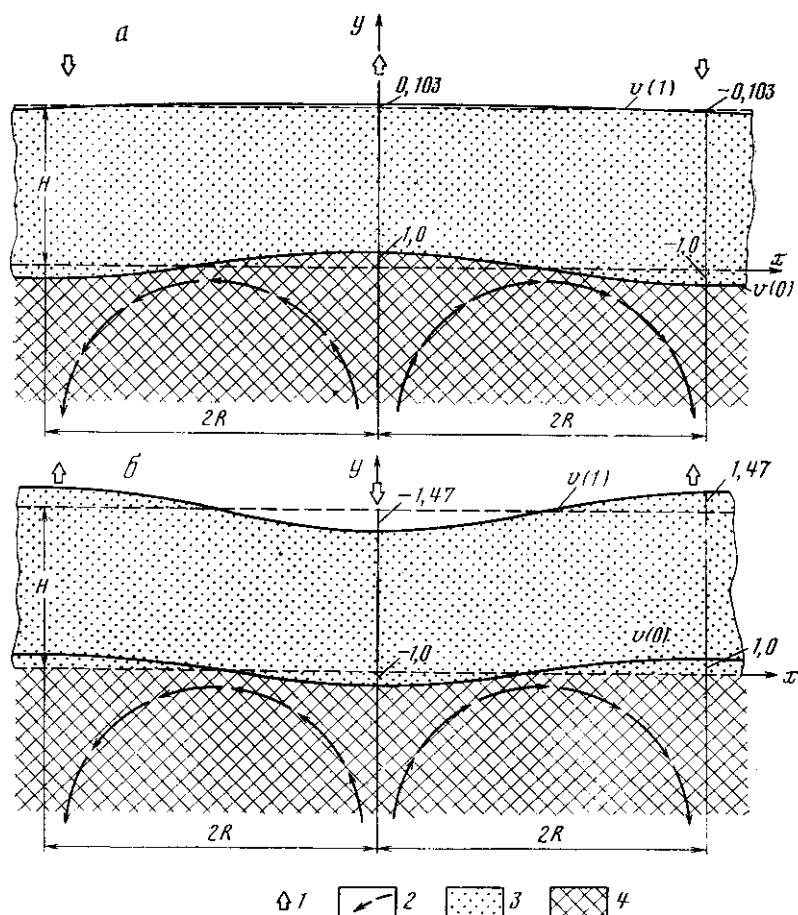 а
y
0,103
v(1)
-0,103
H
1,0
-1,0
x
v(0)
2R
2R
б
y
-1,47
v(1)
1,47
H
v(0)
-1,0
1,0
x
2R
2R
1
2
3
4